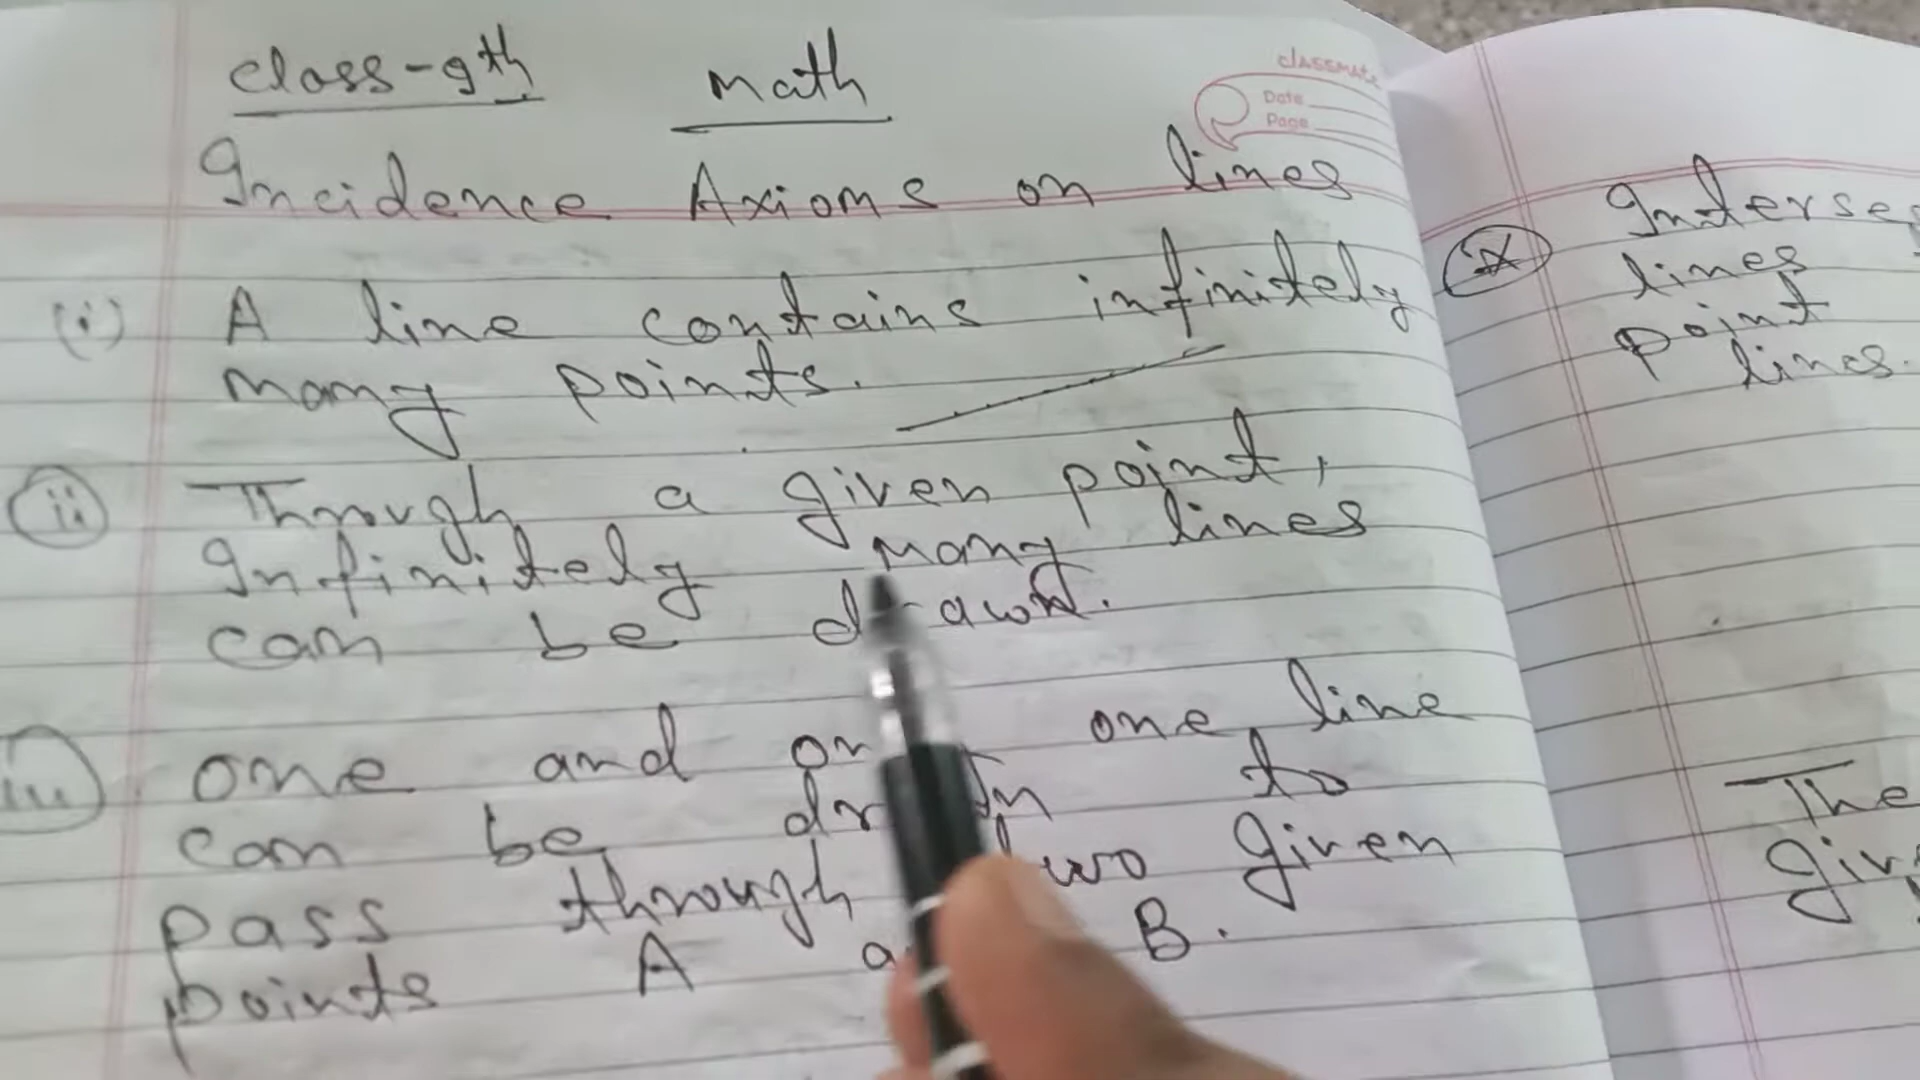 class-9th math
classmate
Date
Page
Incidence Axioms on lines
(i) A line contains infinitely
many points.
(ii) Through a given point,
Infinitely many lines
can be drawn.
(iii) one and one line
can be to
pass through two given
points A B.
lines
point
lines.
The